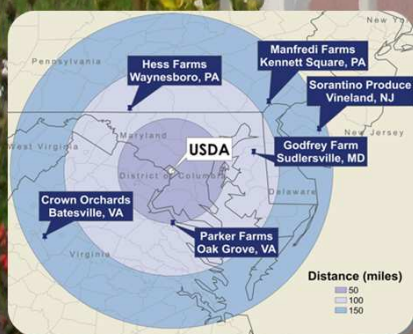 New York
Pennsylvania
Manfredi Farms
Kennett Square, PA
Hess Farms
Waynesboro, PA
Sorantino Produce
Vineland, NJ
Maryland
USDA
New Jersey
West Virginia
Godfrey Farm
Sudlersville, MD
District of Columbia
Delaware
Crown Orchards
Batesville, VA
Parker Farms
Oak Grove, VA
Virginia
Distance (miles)
50
100
150